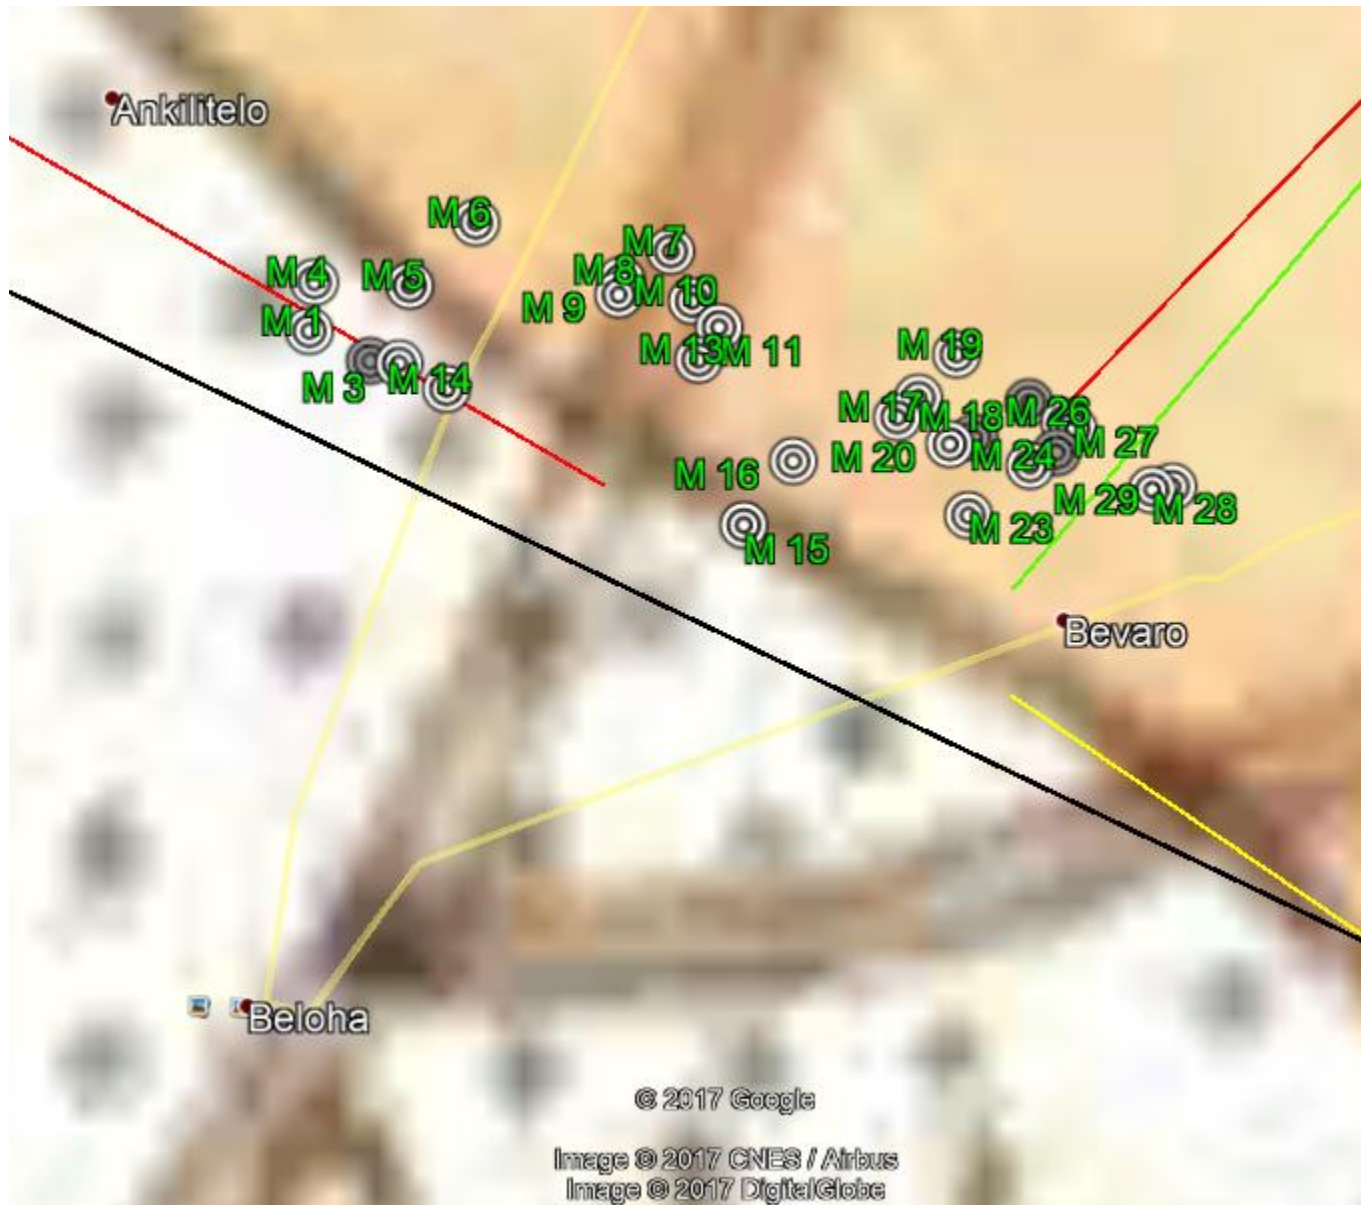 Ankilitelo
M 6
M 7
M 4
M 5
M 8
M 10
M 9
M 1
M 13
M 11
M 19
M 3
M 14
M 17
M 18
M 26
M 20
M 24
M 27
M 16
M 29
M 28
M 23
M 15
Bevaro
Beloha
© 2017 Google
Image © 2017 CNES / Airbus
Image © 2017 DigitalGlobe